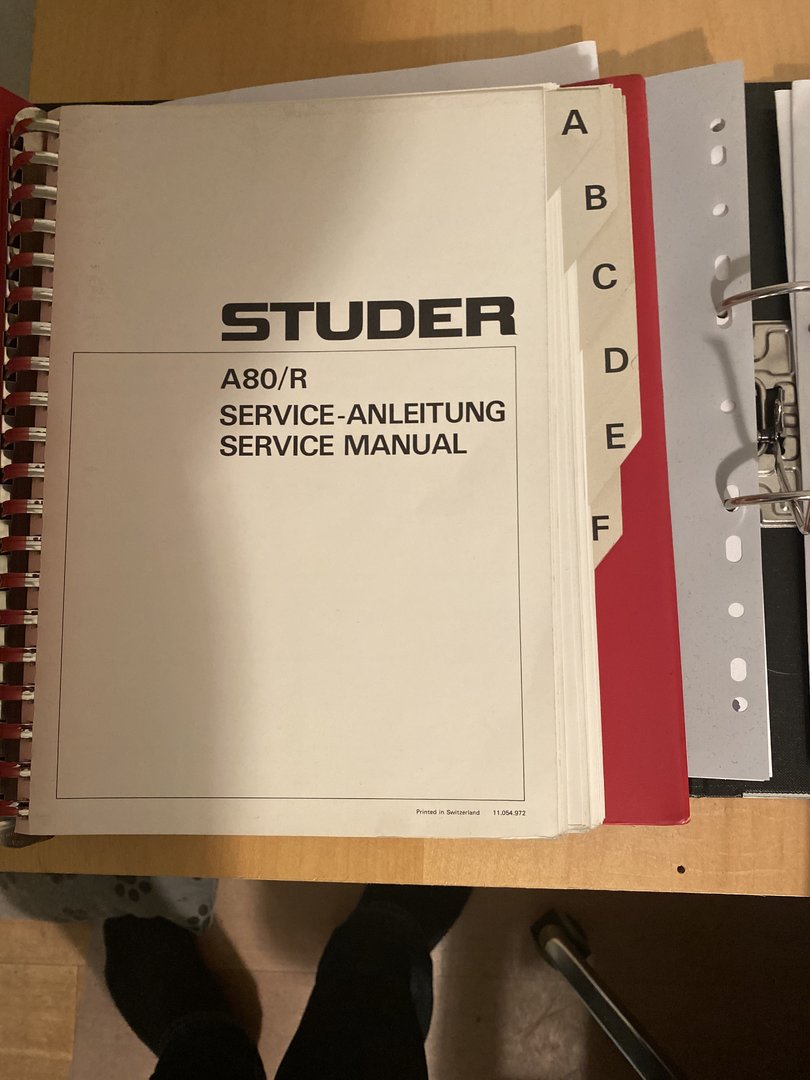 A
B
C
D
E
F
STUDER
A80/R
SERVICE-ANLEITUNG
SERVICE MANUAL
Printed in Switzerland 11.054.972